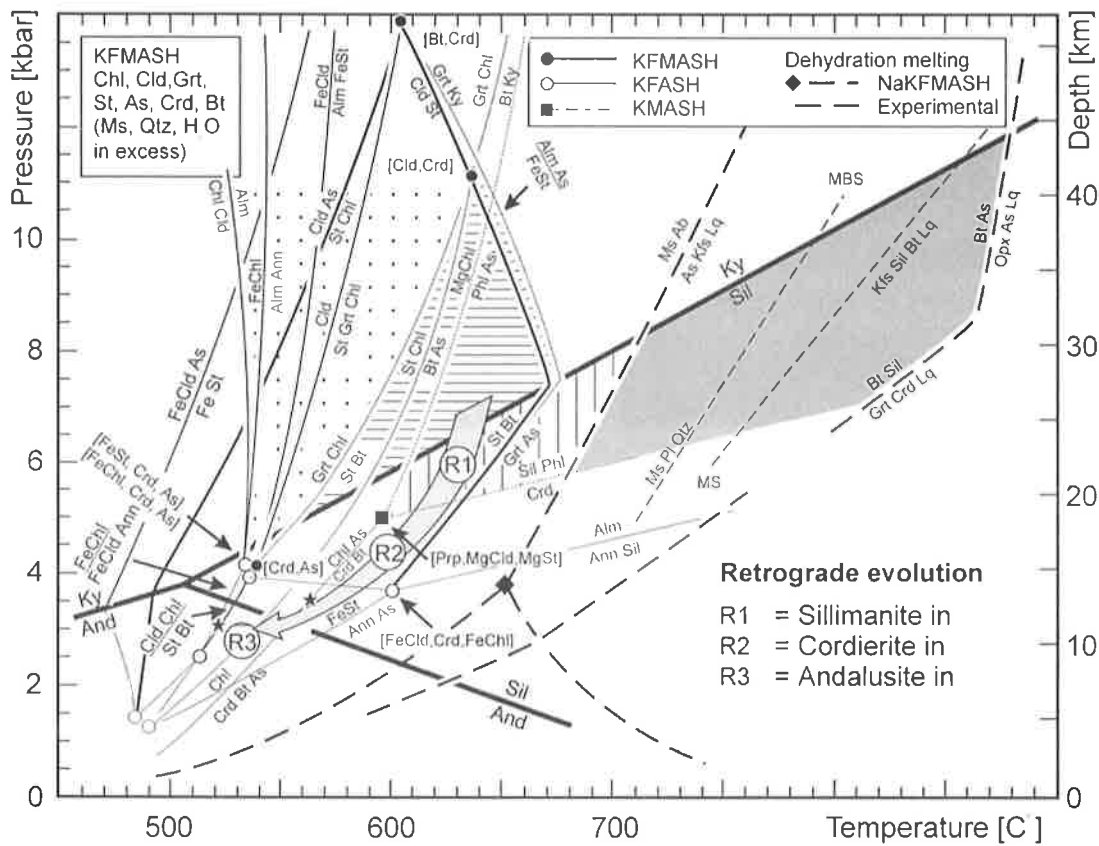 Pressure [kbar]
10
8
6
4
2
0
KFMASH
Chl, Cld,Grt,
St, As, Crd, Bt
(Ms, Qtz, H O
in excess)
KFMASH
KFASH
KMASH
Dehydration melting
NaKFMASH
Experimental
Depth [km]
40
30
20
10
0
[Bt,Crd]
[Cld,Crd]
FeCld
Alm FeSt
Grt Ky
Cld St
Grt Chl
Bt Ky
Alm As
FeSt
Chl Cld
Alm
FeChl
Alm Ann
Cld As
St Chl
Cld
St Grt Chl
MgChl
Phl As
St Chl
Bt As
Grt Chl
St Bt
FeCld As
Fe St
Ms Ab
As Kfs Lq
MBS
Ky
Sil
Kfs Sil Bt Lq
Bt As
Opx As Lq
Bt Sil
Grt Crd Lq
Ms Pl Qtz
MS
St Bt
Grt As
Sil Phl
Crd
Alm
Ann Sil
[FeSt, Crd, As]
[FeChl, Crd, As]
FeChl
FeCld Ann
[Crd,As]
Chl As
Crd Bt
R1
R2
R3
[Prp,MgCld,MgSt]
Ky
And
Cld Chl
St Bt
FeSt
Ann As
[FeCld,Crd,FeChl]
Chl
Crd Bt As
Sil
And
Retrograde evolution
R1 = Sillimanite in
R2 = Cordierite in
R3 = Andalusite in
500
600
700
Temperature [C ]